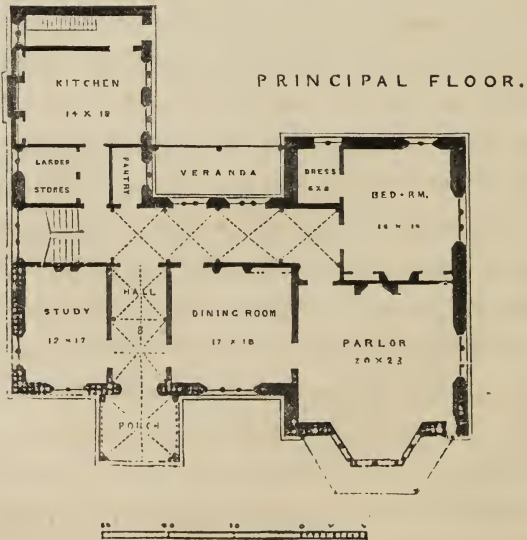 PRINCIPAL FLOOR.
KITCHEN
14 × 18
LARDER
STORES
PANTRY
VERANDA
DRESS
6 × 8
BED-RM.
HALL
8
STUDY
12 × 17
DINING ROOM
17 × 18
PARLOR
20 × 23
PORCH